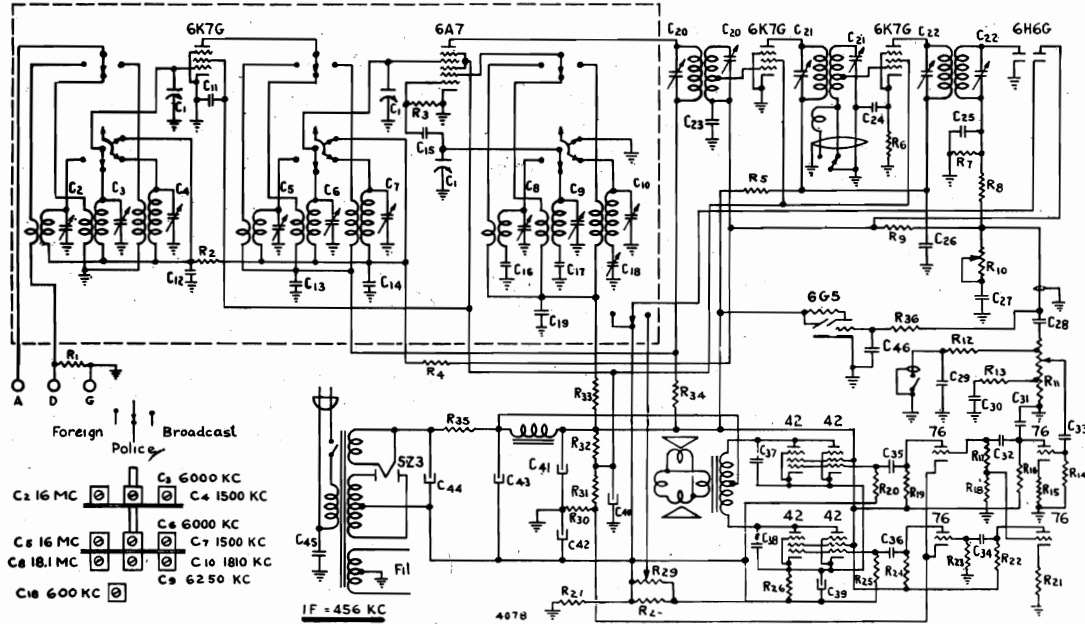 6K7G
6A7
C20
C20
6K7G
C21
C21
6K7G
C22
C22
6H6G
C11
C1
C1
R3
C15
C1
C23
C24
R6
C25
R7
R8
R5
C2
C3
C4
C5
C6
C7
C8
C9
C10
R2
C12
C13
C14
C16
C17
C18
C19
R9
C26
R10
C27
6G5
R36
C28
C46
R12
R11
R1
R4
A
D
G
C29
R13
C30
C31
C33
R33
R34
Foreign
Broadcast
Police
R35
R32
42
42
76
76
5Z3
C41
C37
C35
R17
C32
C3 6000 KC
C2 16 MC
C4 1500 KC
C44
C43
R31
C40
R20
R19
R18
R16
R15
R14
R30
C6 6000 KC
C5 16 MC
C7 1500 KC
C45
C42
42
42
76
76
C8 18.1 MC
C10 1810 KC
Fil
C38
C36
C34
C9 6250 KC
R29
R26
C39
R25
R24
R23
R22
R21
C18 600 KC
R21
R2-
IF = 456 KC
4078